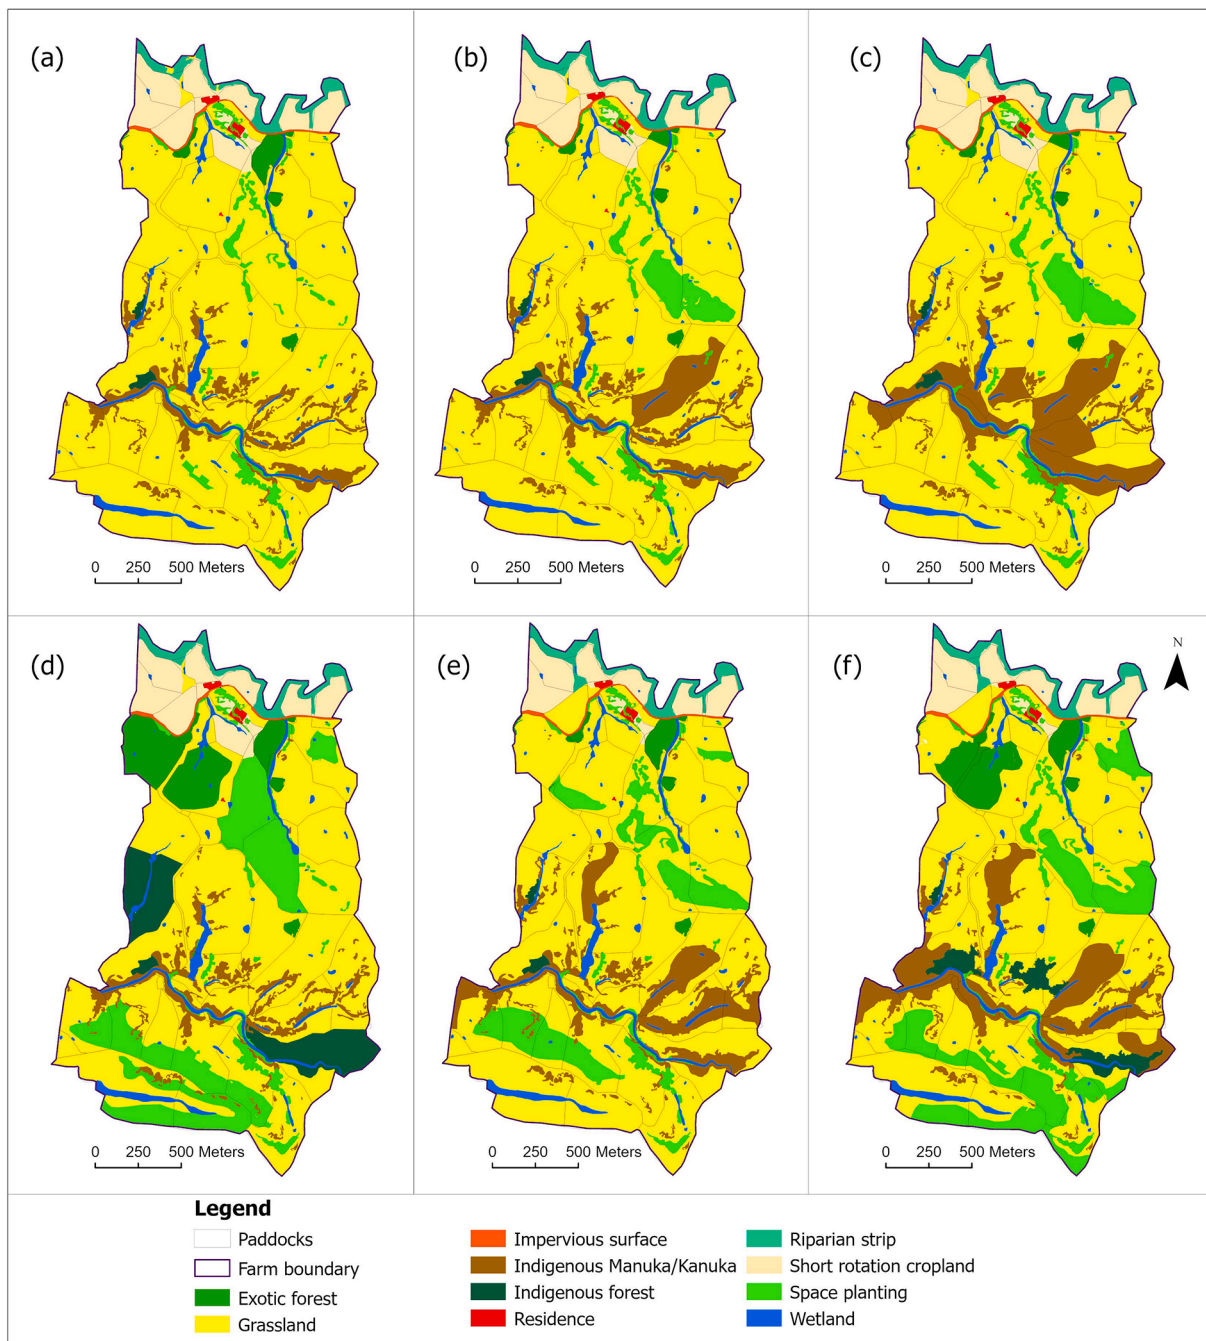 (a)
(b)
(c)
0 250 500 Meters
0 250 500 Meters
0 250 500 Meters
(d)
(e)
(f)
N
0 250 500 Meters
0 250 500 Meters
0 250 500 Meters
Legend
Paddocks
Farm boundary
Exotic forest
Grassland
Impervious surface
Indigenous Manuka/Kanuka
Indigenous forest
Residence
Riparian strip
Short rotation cropland
Space planting
Wetland